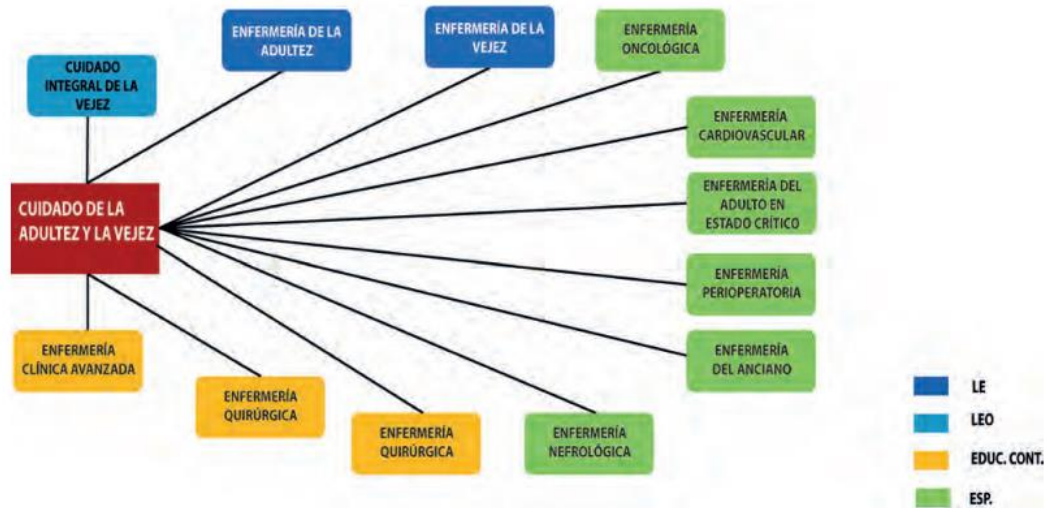 ENFERMERÍA DE LA
ADULTEZ
ENFERMERÍA DE LA
VEJEZ
ENFERMERÍA
ONCOLÓGICA
CUIDADO
INTEGRAL DE LA
VEJEZ
ENFERMERÍA
CARDIOVASCULAR
ENFERMERÍA DEL
ADULTO EN
ESTADO CRÍTICO
CUIDADO DE LA
ADULTEZ Y LA VEJEZ
ENFERMERÍA
PERIOPERATORIA
ENFERMERÍA
CLÍNICA AVANZADA
ENFERMERÍA
DEL ANCIANO
ENFERMERÍA
QUIRÚRGICA
ENFERMERÍA
QUIRÚRGICA
ENFERMERÍA
NEFROLÓGICA
LE
LEO
EDUC. CONT.
ESP.